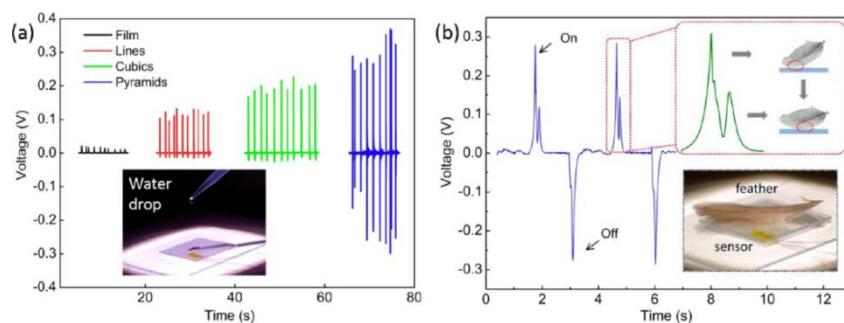 (a)
Voltage (V)
0.4
0.3
0.2
0.1
0.0
0.1
0.2
0.3
0.4
Film
Lines
Cubics
Pyramids
Water
drop
20
40
60
80
Time (s)
(b)
Voltage (V)
0.3
0.2
0.1
0.0
-0.1
-0.2
-0.3
On
Off
feather
sensor
0
2
4
6
8
10
12
Time (s)